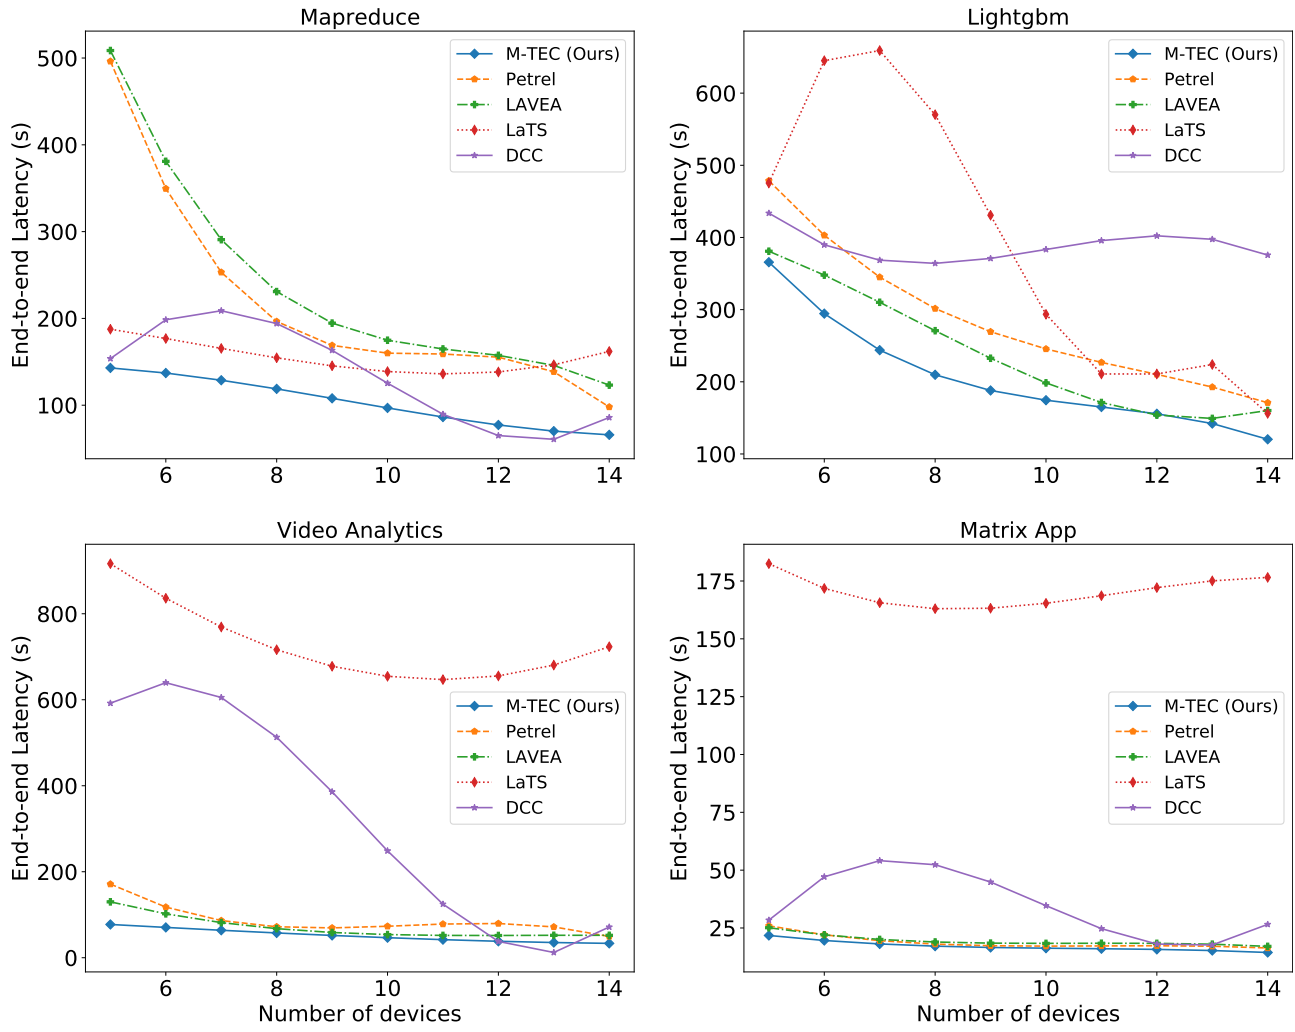 Mapreduce
End-to-end Latency (s)
500
400
300
200
100
6 8 10 12 14
M-TEC (Ours)
Petrel
LAVEA
LaTS
DCC
Lightgbm
End-to-end Latency (s)
600
500
400
300
200
100
6 8 10 12 14
M-TEC (Ours)
Petrel
LAVEA
LaTS
DCC
Video Analytics
End-to-end Latency (s)
800
600
400
200
0
6 8 10 12 14
Number of devices
M-TEC (Ours)
Petrel
LAVEA
LaTS
DCC
Matrix App
End-to-end Latency (s)
175
150
125
100
75
50
25
6 8 10 12 14
Number of devices
M-TEC (Ours)
Petrel
LAVEA
LaTS
DCC